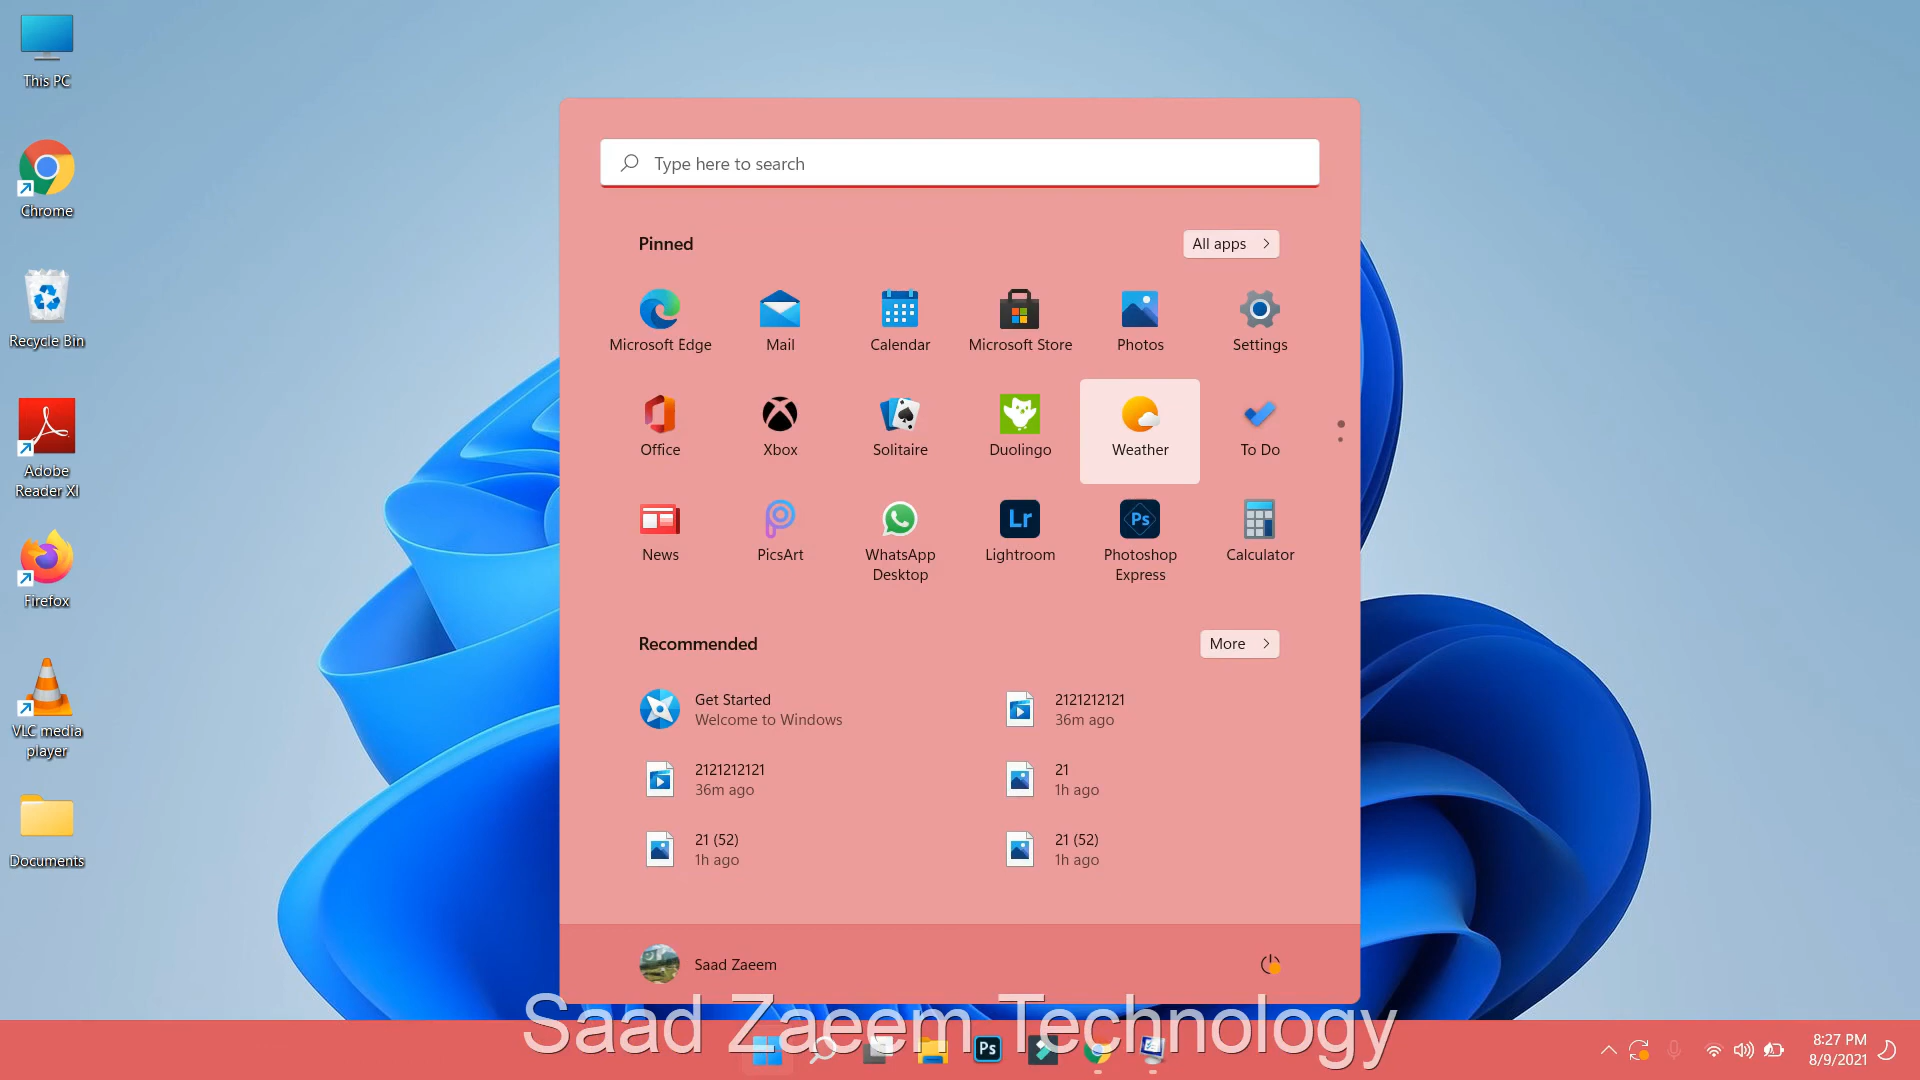 This PC
Chrome
Recycle Bin
Adobe
Reader XI
Firefox
VLC media
player
Documents
Type here to search
Pinned
All apps
Microsoft Edge
Mail
Calendar
Microsoft Store
Photos
Settings
Office
Xbox
Solitaire
Duolingo
Weather
To Do
News
PicsArt
WhatsApp
Desktop
Lr
Lightroom
Ps
Photoshop
Express
Calculator
Recommended
More
Get Started
Welcome to Windows
2121212121
36m ago
2121212121
36m ago
21
1h ago
21 (52)
1h ago
21 (52)
1h ago
Saad Zaeem
Saad Zaeem Technology
Ps
8:27 PM
8/9/2021